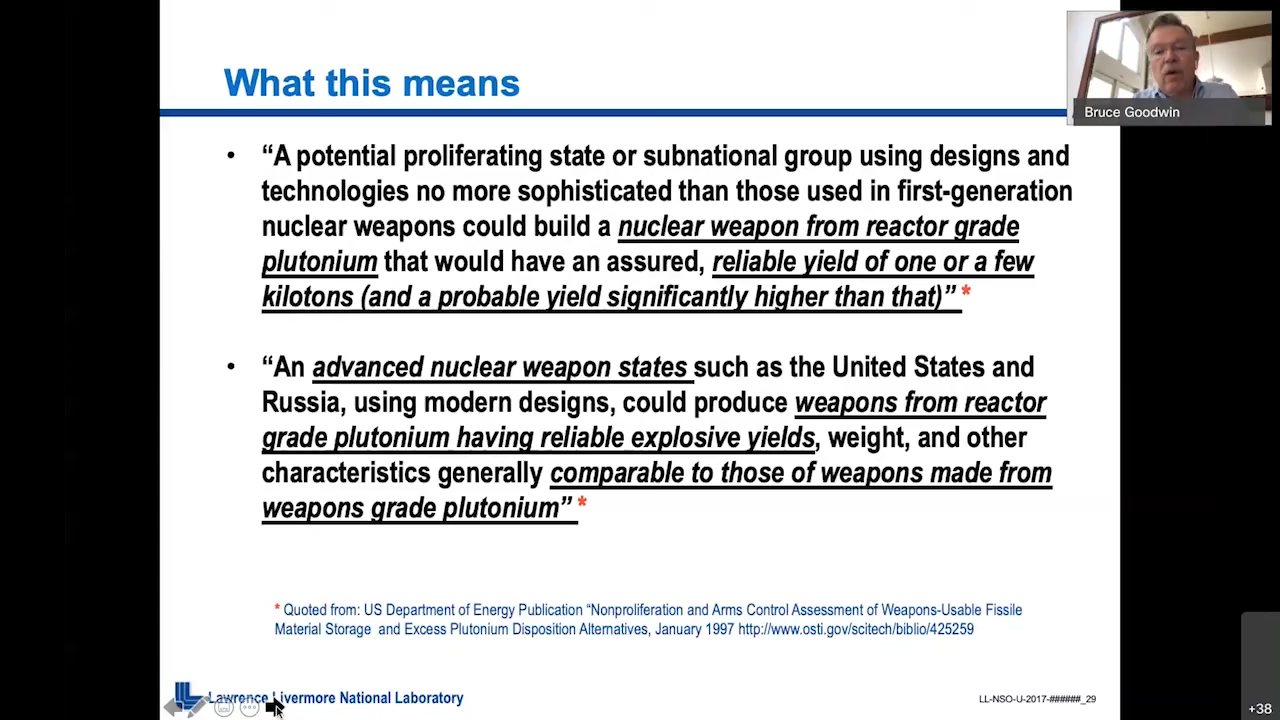 What this means
Bruce Goodwin
• “A potential proliferating state or subnational group using designs and
technologies no more sophisticated than those used in first-generation
nuclear weapons could build a nuclear weapon from reactor grade
plutonium that would have an assured, reliable yield of one or a few
kilotons (and a probable yield significantly higher than that)” *
• “An advanced nuclear weapon states such as the United States and
Russia, using modern designs, could produce weapons from reactor
grade plutonium having reliable explosive yields, weight, and other
characteristics generally comparable to those of weapons made from
weapons grade plutonium” *
* Quoted from: US Department of Energy Publication “Nonproliferation and Arms Control Assessment of Weapons-Usable Fissile
Material Storage and Excess Plutonium Disposition Alternatives, January 1997 http://www.osti.gov/scitech/biblio/425259
Lawrence Livermore National Laboratory
LL-NSO-U-2017-######_29
+38